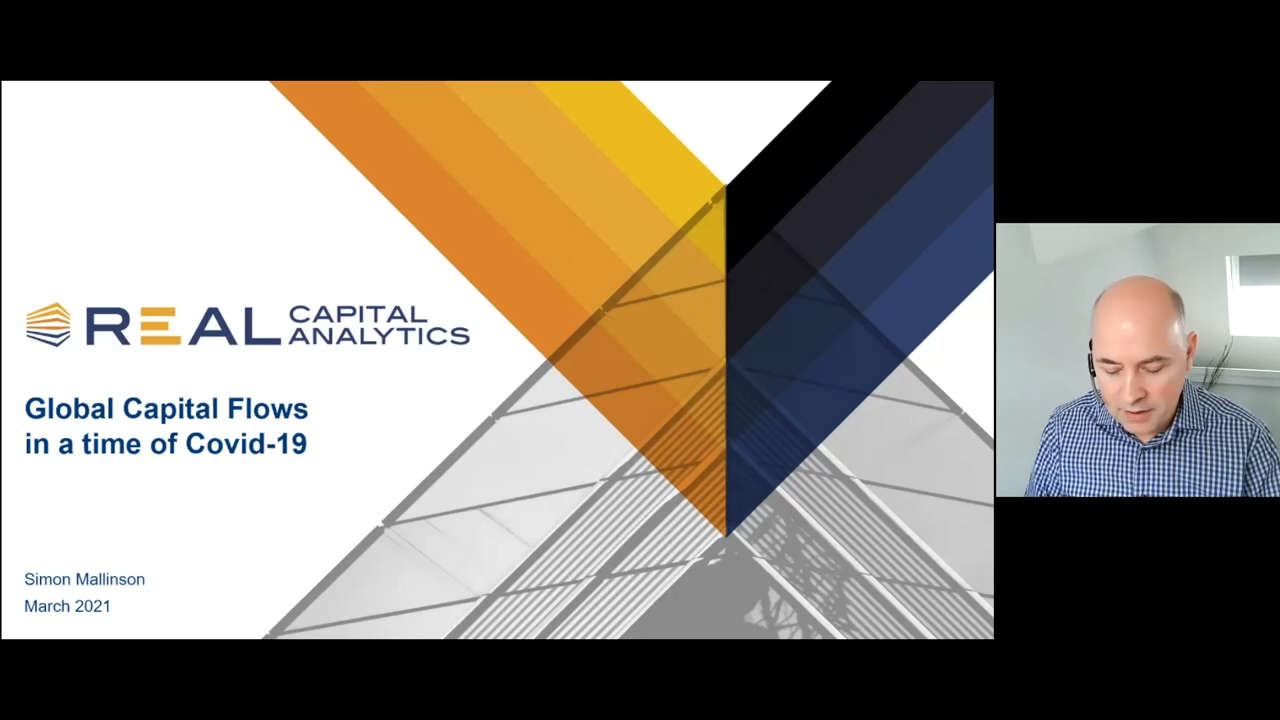 REAL CAPITAL
ANALYTICS
Global Capital Flows
in a time of Covid-19
Simon Mallinson
March 2021